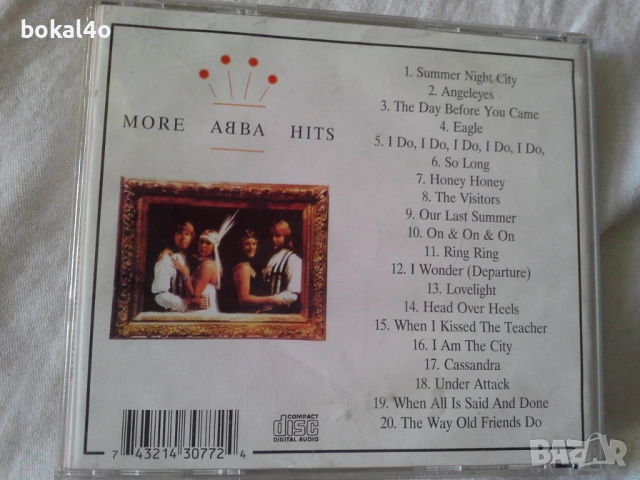 bokal4o
MORE ABBA HITS
1. Summer Night City
2. Angeleyes
3. The Day Before You Came
4. Eagle
5. I Do, I Do, I Do, I Do, I Do,
6. So Long
7. Honey Honey
8. The Visitors
9. Our Last Summer
10. On & On & On
11. Ring Ring
12. I Wonder (Departure)
13. Lovelight
14. Head Over Heels
15. When I Kissed The Teacher
16. I Am The City
17. Cassandra
18. Under Attack
19. When All Is Said And Done
20. The Way Old Friends Do
7 43214 30772 4
COMPACT
disc
DIGITAL AUDIO
BAZAR